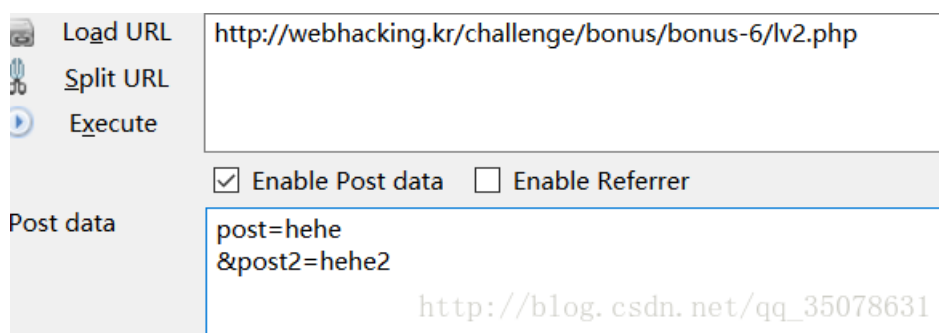 Load URL
http://webhacking.kr/challenge/bonus/bonus-6/lv2.php
Split URL
Execute
Enable Post data Enable Referrer
Post data
post=hehe
&post2=hehe2
http://blog.csdn.net/qq_35078631